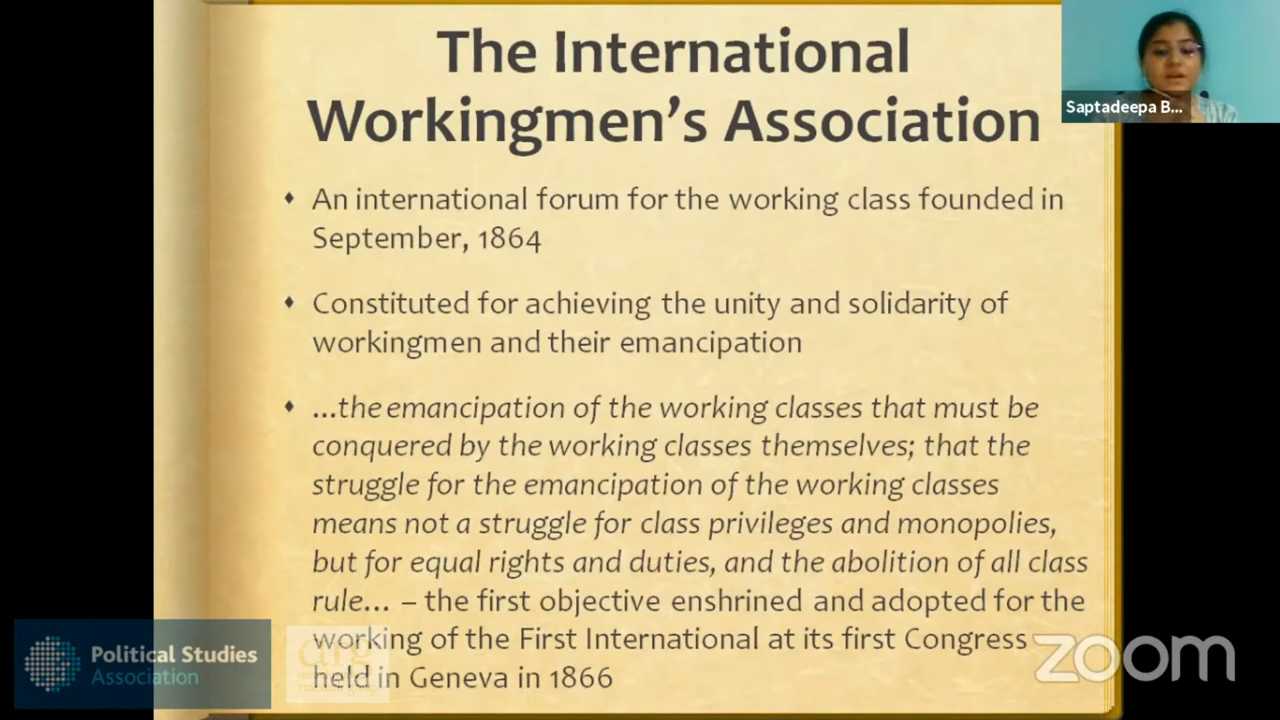 The International
Workingmen's Association
Saptadeepa B...
⬧ An international forum for the working class founded in
September, 1864
⬧ Constituted for achieving the unity and solidarity of
workingmen and their emancipation
⬧ ...the emancipation of the working classes that must be
conquered by the working classes themselves; that the
struggle for the emancipation of the working classes
means not a struggle for class privileges and monopolies,
but for equal rights and duties, and the abolition of all class
rule... – the first objective enshrined and adopted for the
working of the First International at its first Congress
held in Geneva in 1866
Political Studies
Association
zoom